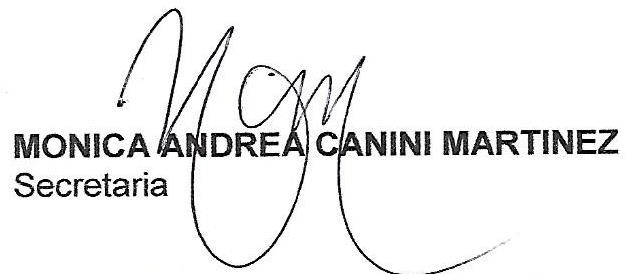 MONICA ANDREA CANINI MARTINEZ
Secretaria